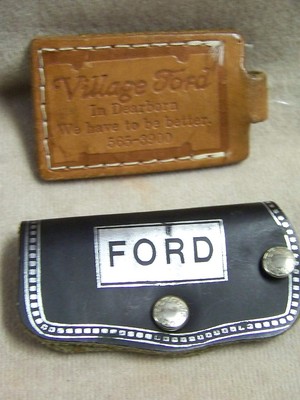 Village Ford
In Dearborn
We have to be better.
565-3900
FORD